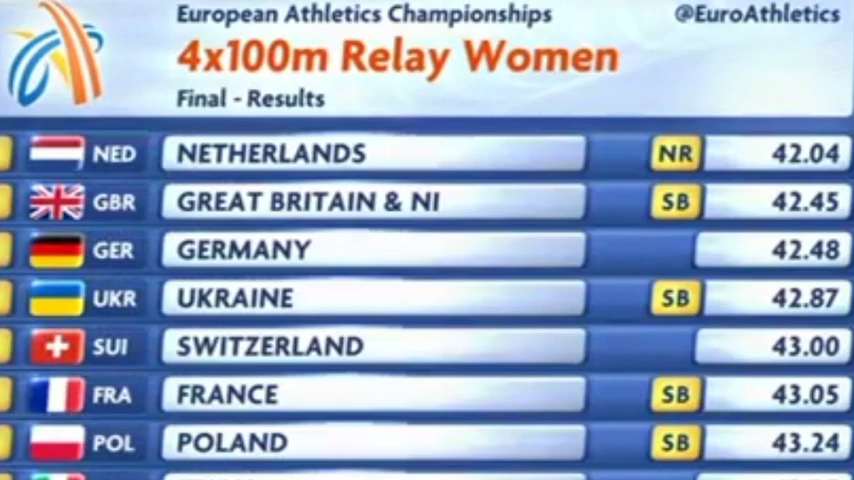 European Athletics Championships @EuroAthletics
4x100m Relay Women
Final - Results
NED NETHERLANDS NR 42.04
GBR GREAT BRITAIN & NI SB 42.45
GER GERMANY 42.48
UKR UKRAINE SB 42.87
SUI SWITZERLAND 43.00
FRA FRANCE SB 43.05
POL POLAND SB 43.24